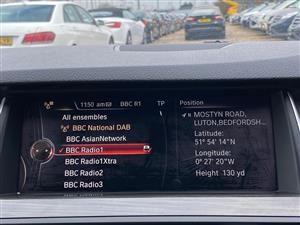 1150 am BBC R1 TP Position
All ensembles
BBC National DAB
BBC AsianNetwork
BBC Radio1
BBC Radio1Xtra
BBC Radio2
BBC Radio3
MOSTYN ROAD,
LUTON,BEDFORDSH...
Latitude:
51° 54' 14"N
Longitude:
0° 27' 20"W
Height 130 yd